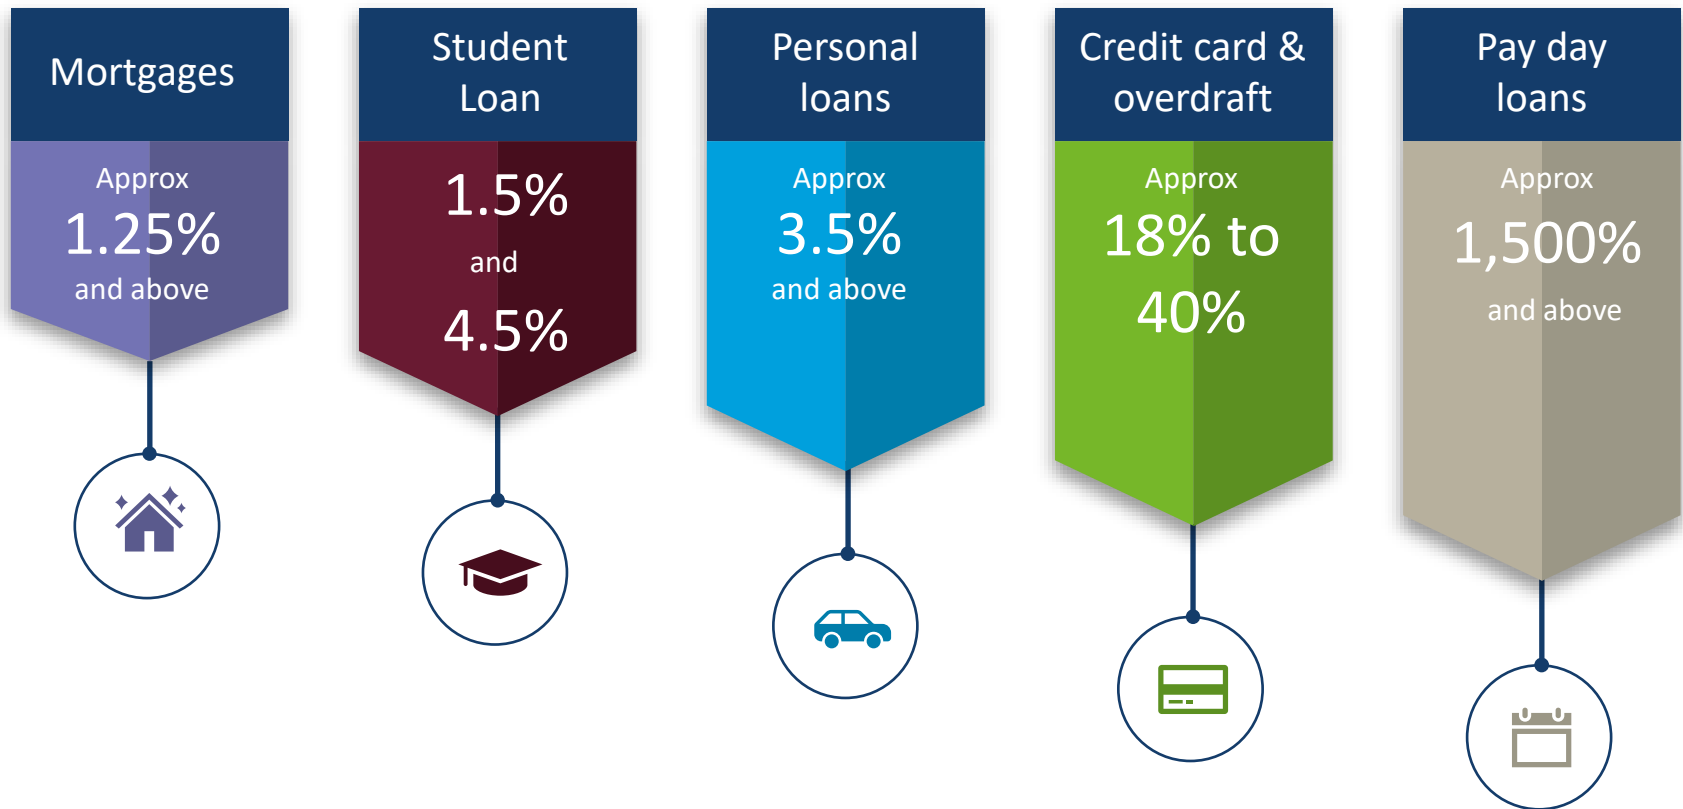 Mortgages
Approx
1.25%
and above
Student
Loan
1.5%
and
4.5%
Personal
loans
Approx
3.5%
and above
Credit card &
overdraft
Approx
18% to
40%
Pay day
loans
Approx
1,500%
and above